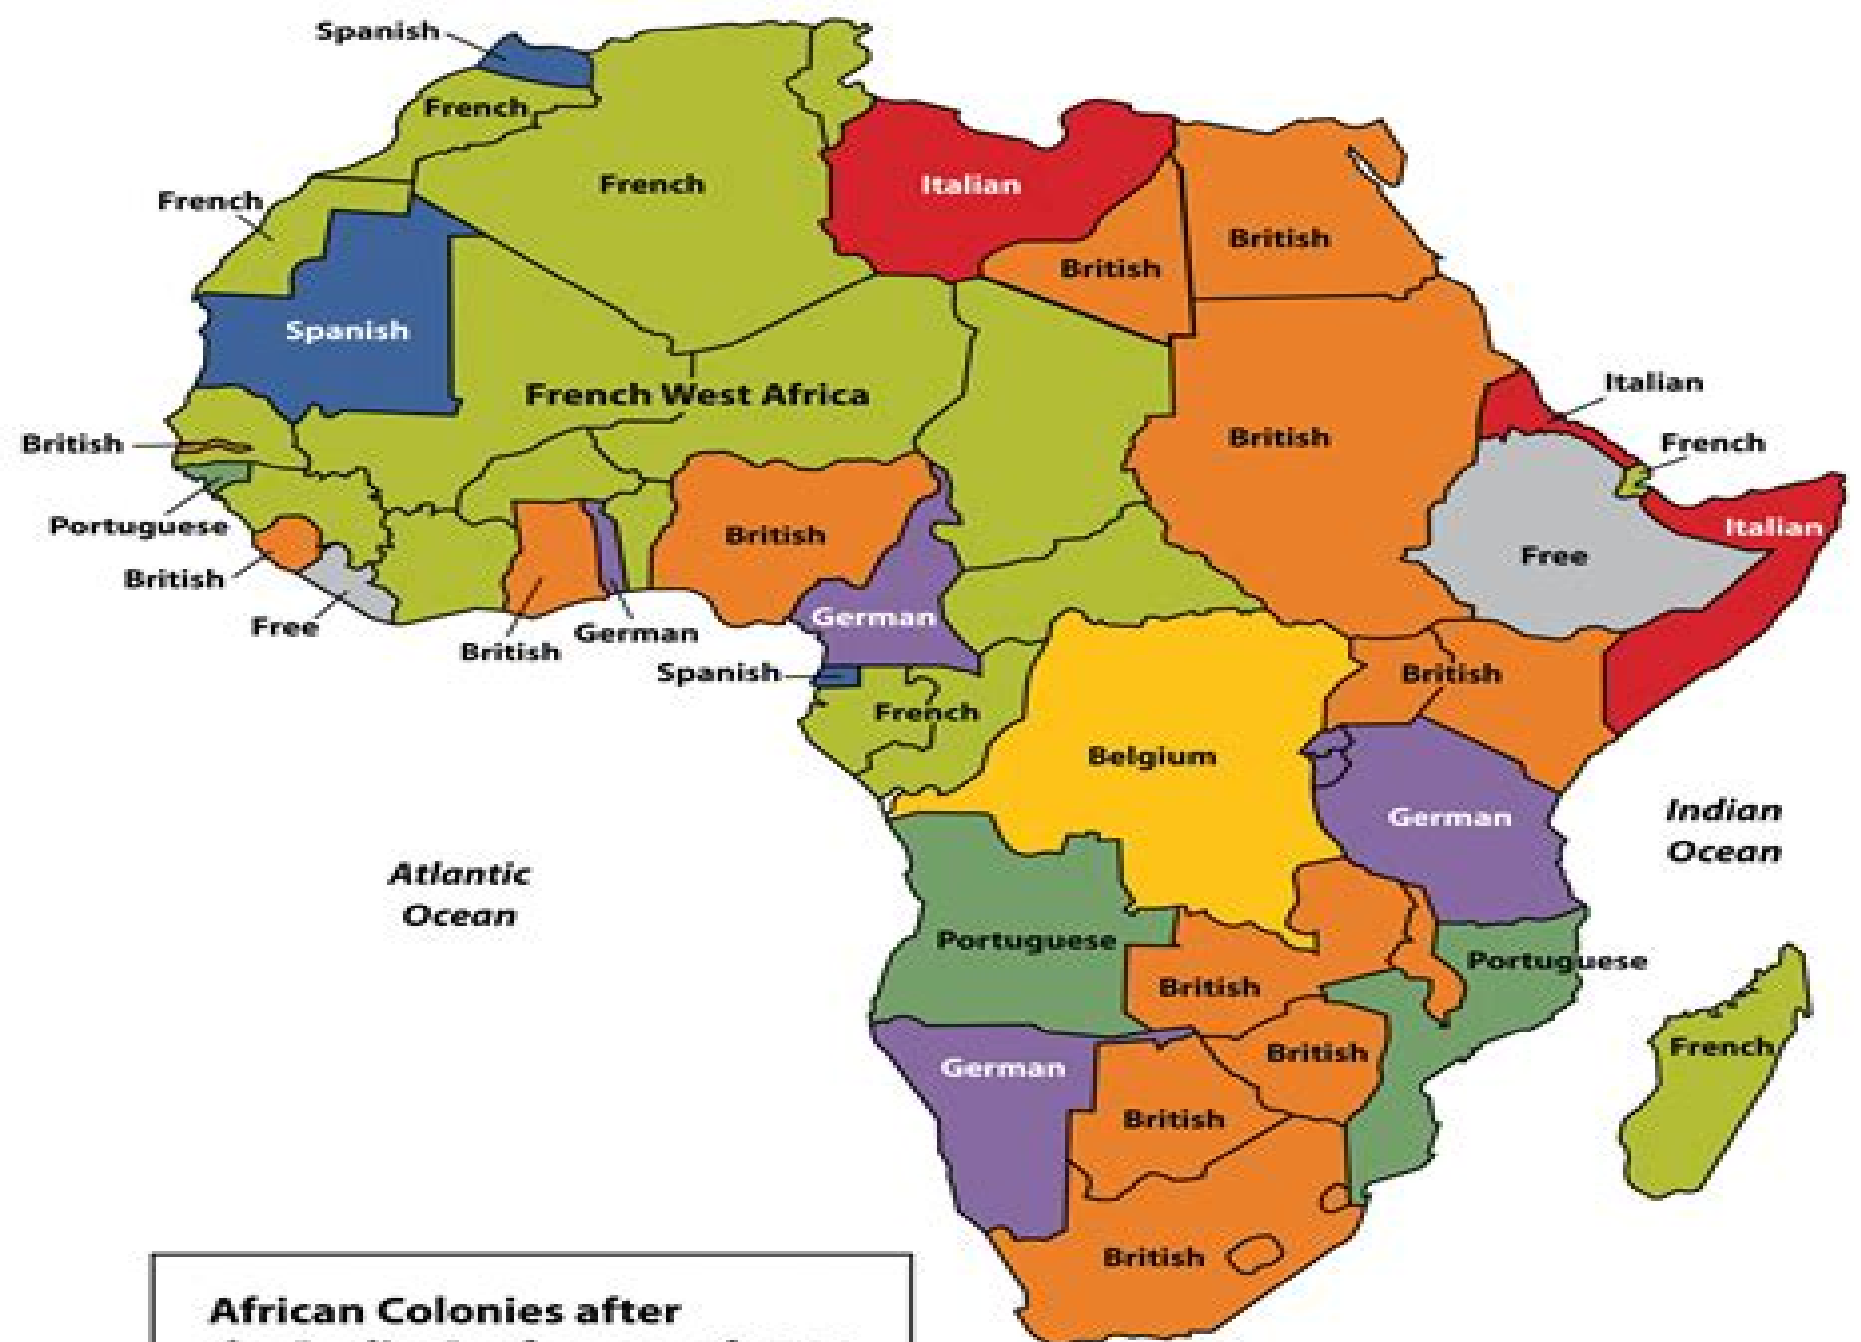 Spanish
French
French
French
Italian
British
British
Spanish
French West Africa
British
Italian
French
British
Portuguese
British
Italian
Free
British
Free
British
German
German
Spanish
French
British
Belgium
German
Indian
Ocean
Atlantic
Ocean
Portuguese
Portuguese
British
German
British
French
British
British
African Colonies after